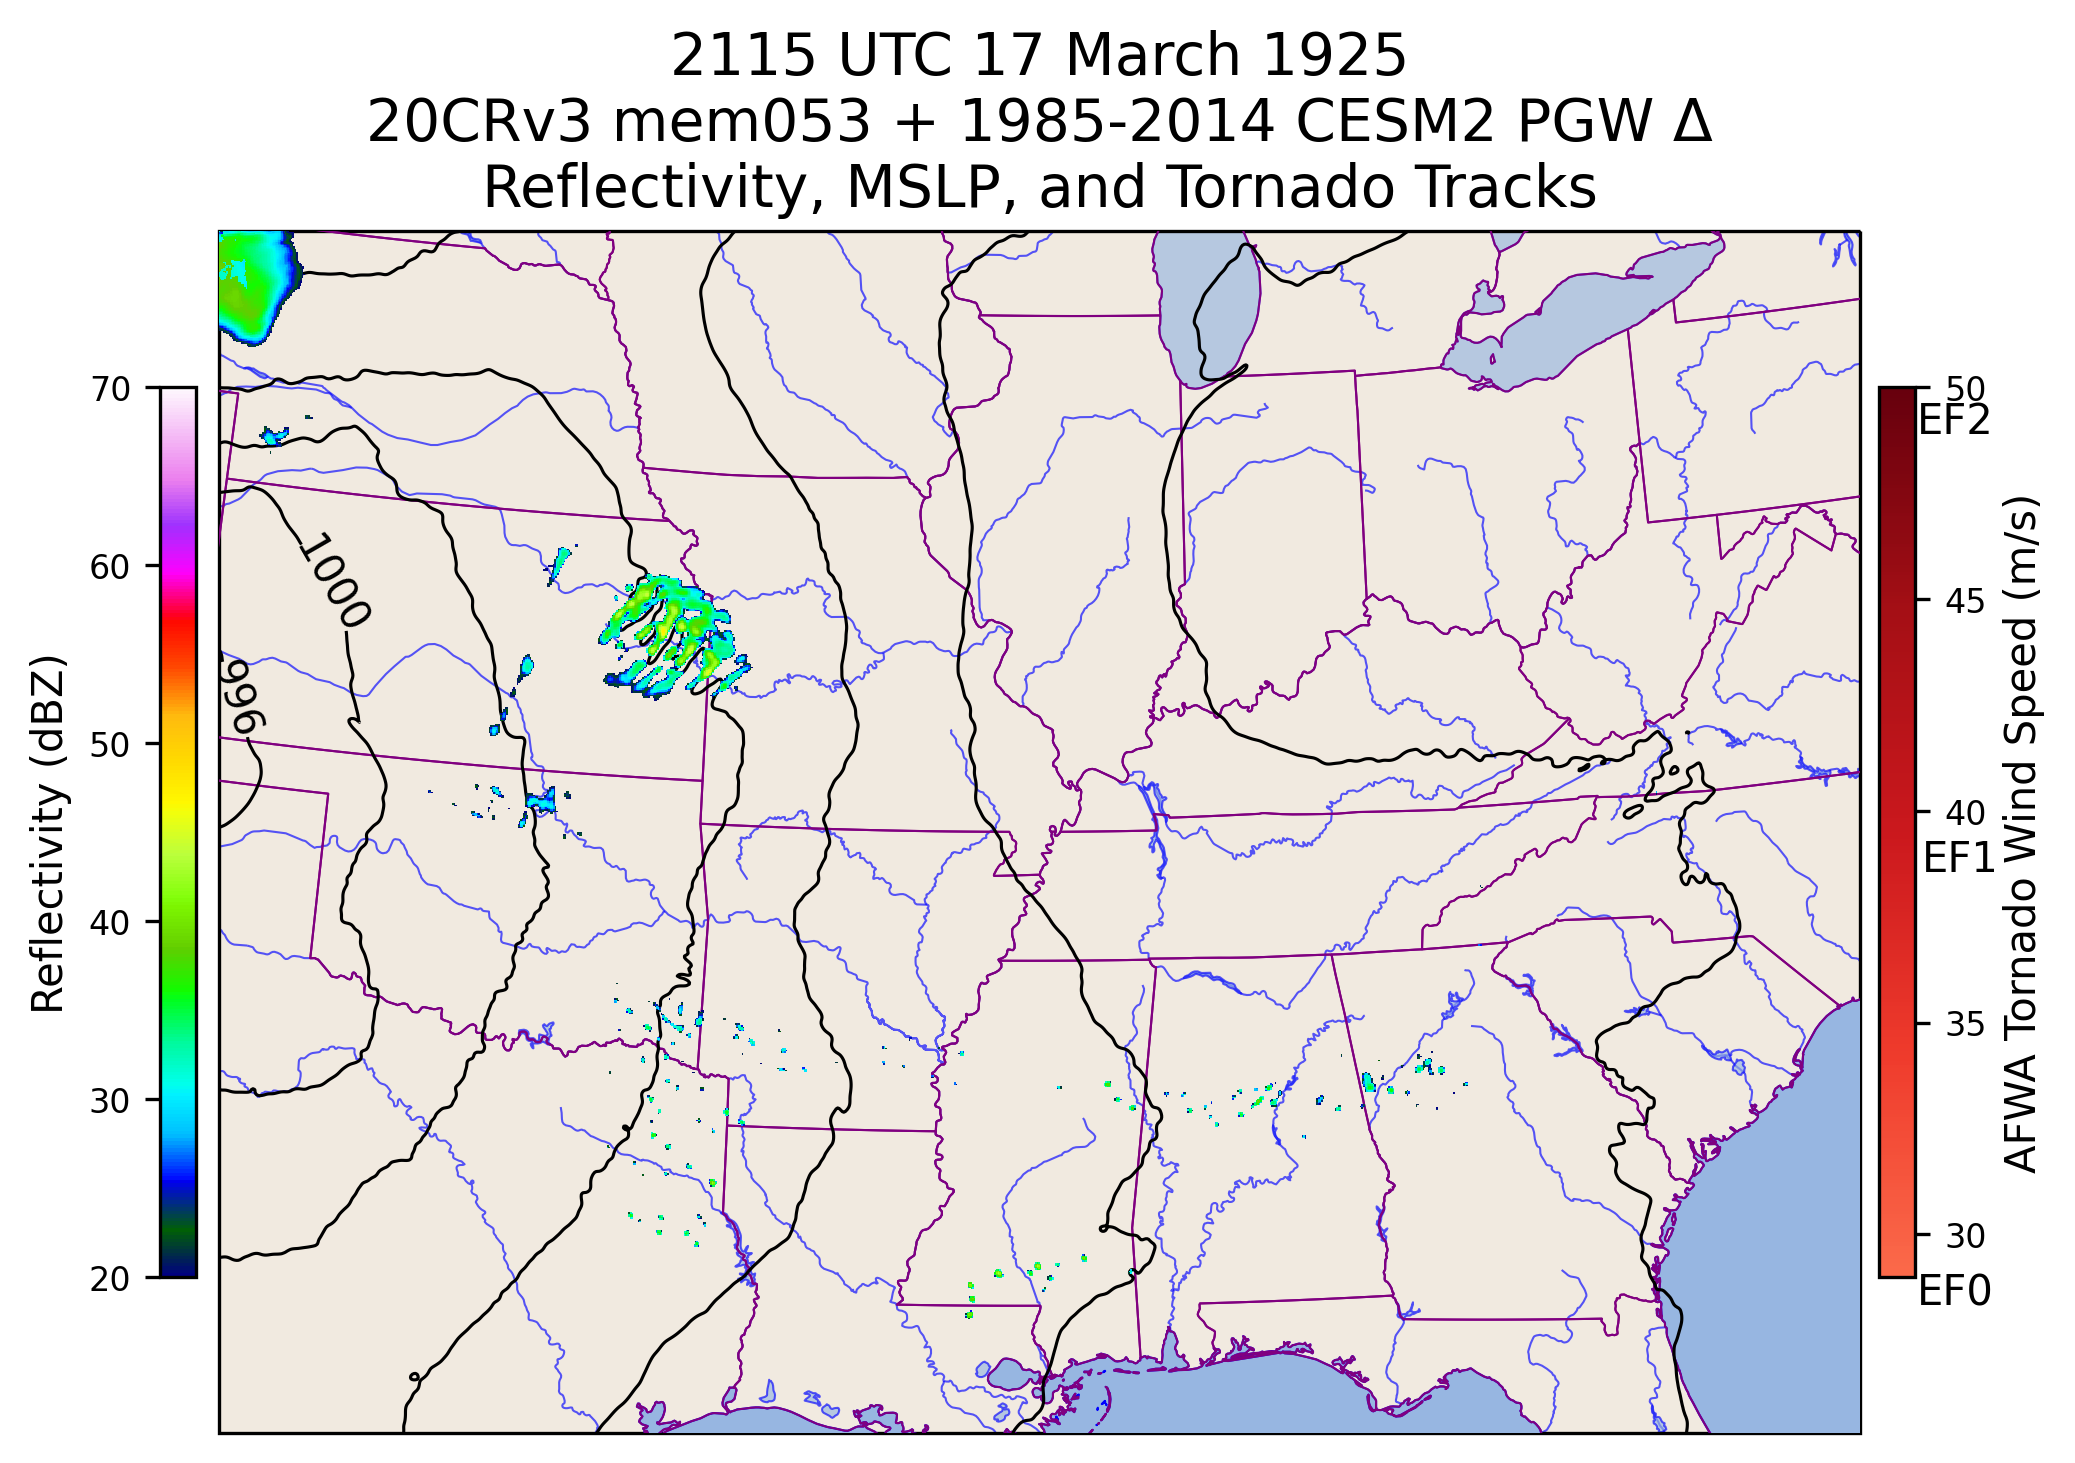 2115 UTC 17 March 1925
20CRv3 mem053 + 1985-2014 CESM2 PGW Δ
Reflectivity, MSLP, and Tornado Tracks
70
60
50
40
30
20
Reflectivity (dBZ)
1000
996
50
EF2
45
40
EF1
35
30
EF0
AFWA Tornado Wind Speed (m/s)